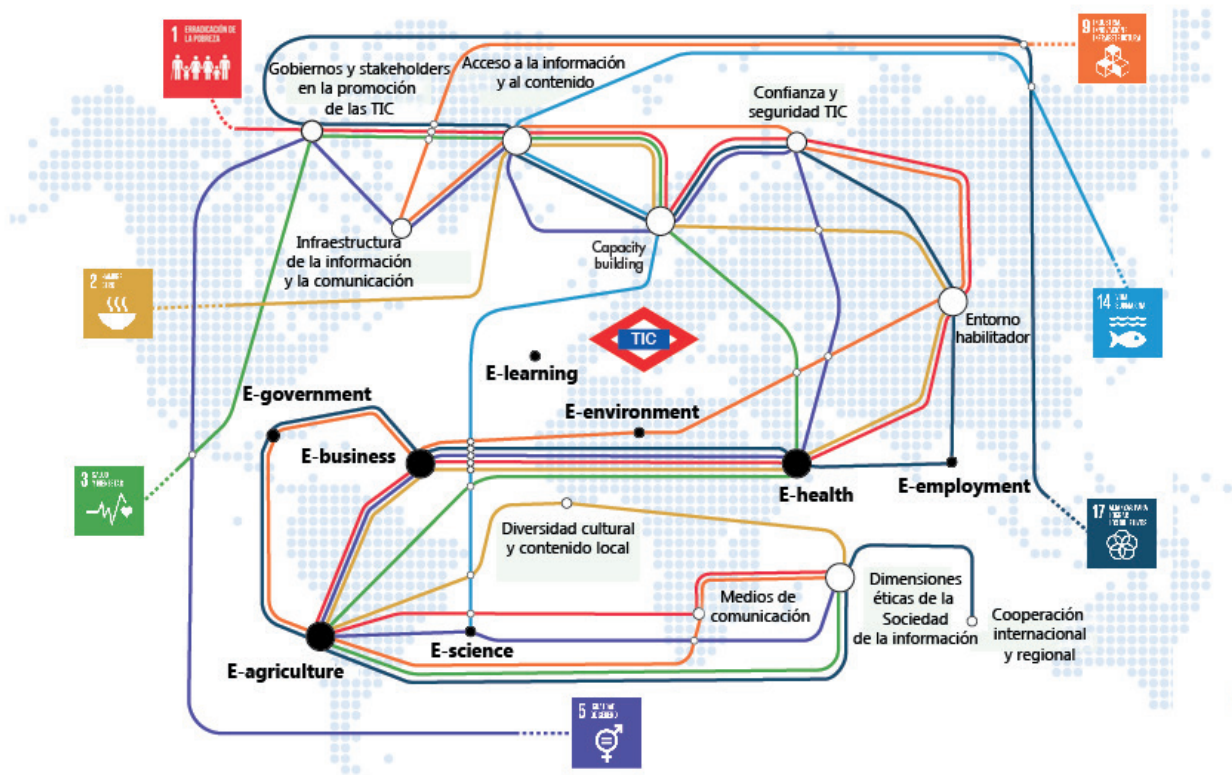 1 ERRADICACIÓN DE
LA POBREZA
9 INDUSTRIA,
INNOVACIÓN E
INFRAESTRUCTURA
Gobiernos y stakeholders
en la promoción
de las TIC
Acceso a la información
y al contenido
Confianza y
seguridad TIC
Infraestructura
de la información
y la comunicación
Capacity
building
2
14
TIC
Entorno
habilitador
E-learning
E-government
E-environment
E-business
E-health
E-employment
3
17
Diversidad cultural
y contenido local
Medios de
comunicación
Dimensiones
éticas de la
Sociedad
de la información
Cooperación
internacional
y regional
E-science
E-agriculture
5